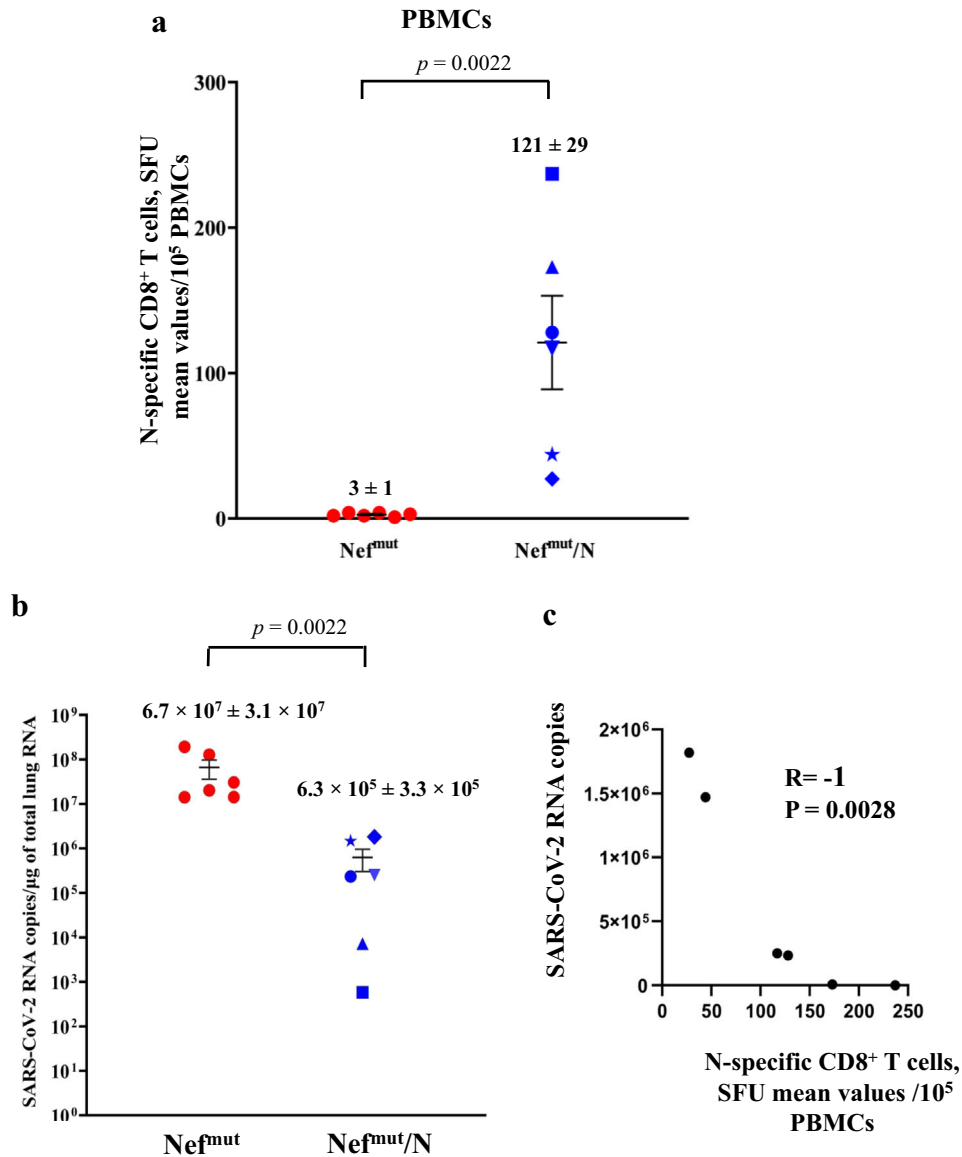 a
PBMCs
p = 0.0022
N-specific CD8⁺ T cells, SFU
mean values/10⁵ PBMCs
300
200
100
0
121 ± 29
3 ± 1
Nefᵐᵘᵗ
Nefᵐᵘᵗ/N
b
p = 0.0022
SARS-CoV-2 RNA copies/µg of total lung RNA
6.7 × 10⁷ ± 3.1 × 10⁷
6.3 × 10⁵ ± 3.3 × 10⁵
10⁹
10⁸
10⁷
10⁶
10⁵
10⁴
10³
10²
10¹
10⁰
Nefᵐᵘᵗ
Nefᵐᵘᵗ/N
c
SARS-CoV-2 RNA copies
2×10⁶
1.5×10⁶
1×10⁶
5×10⁵
0
R= -1
P = 0.0028
0 50 100 150 200 250
N-specific CD8⁺ T cells,
SFU mean values /10⁵
PBMCs